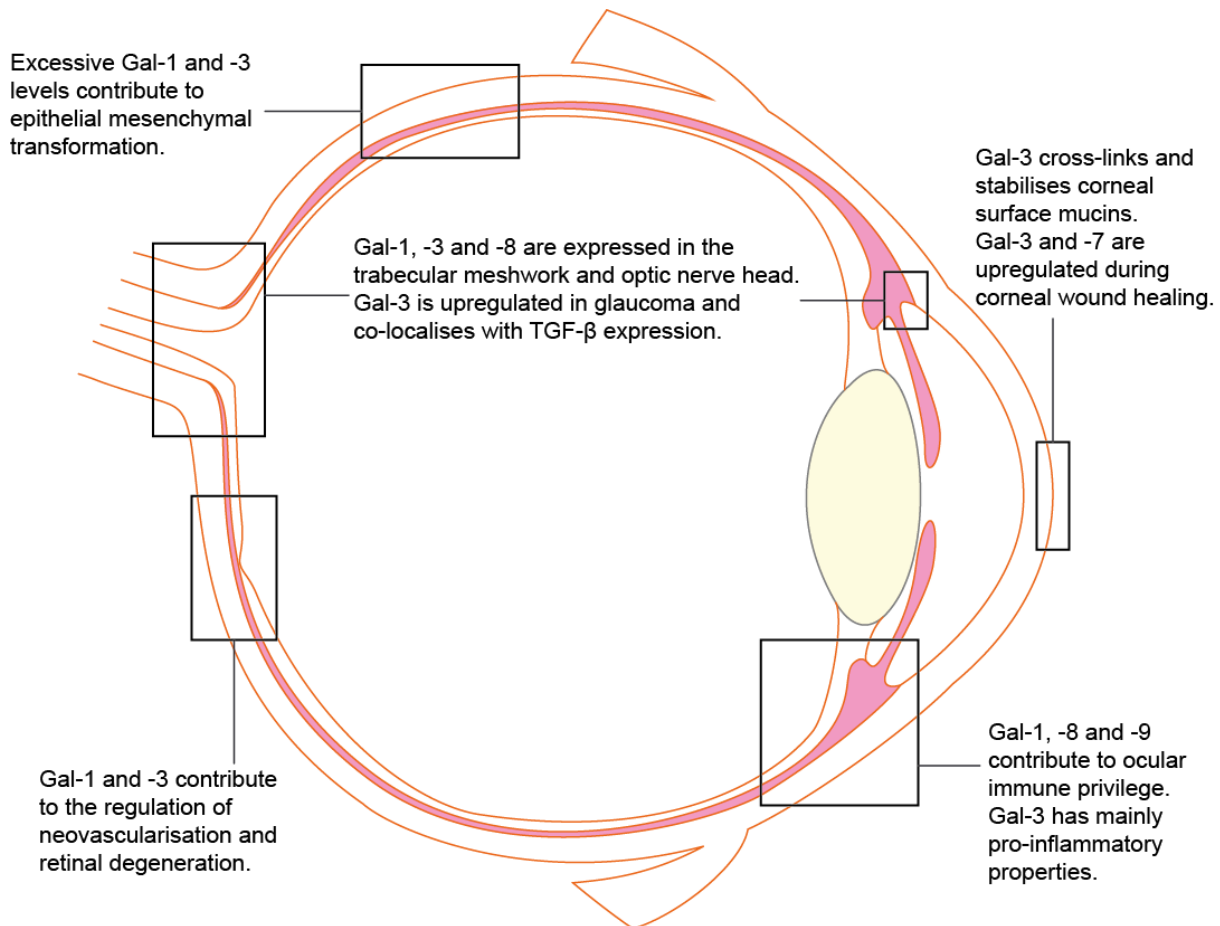 Excessive Gal-1 and -3
levels contribute to
epithelial mesenchymal
transformation.
Gal-3 cross-links and
stabilises corneal
surface mucins.
Gal-3 and -7 are
upregulated during
corneal wound healing.
Gal-1, -3 and -8 are expressed in the
trabecular meshwork and optic nerve head.
Gal-3 is upregulated in glaucoma and
co-localises with TGF-β expression.
Gal-1 and -3 contribute
to the regulation of
neovascularisation and
retinal degeneration.
Gal-1, -8 and -9
contribute to ocular
immune privilege.
Gal-3 has mainly
pro-inflammatory
properties.